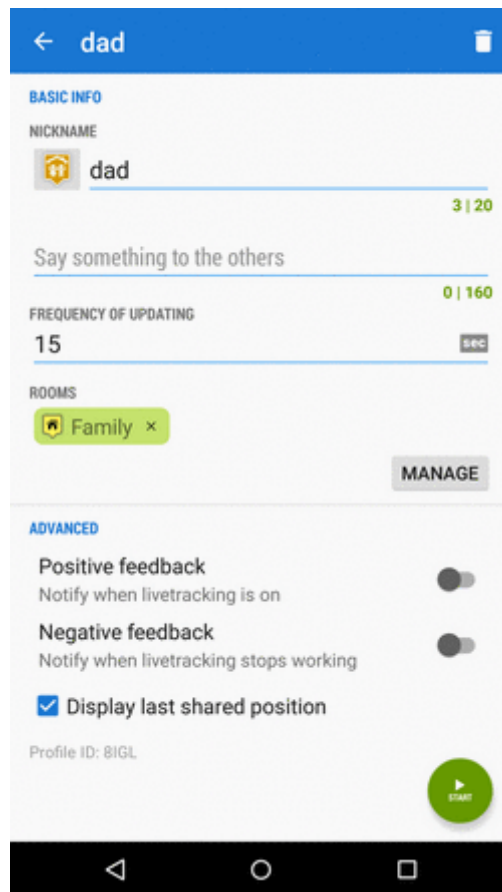 dad
BASIC INFO
NICKNAME
dad
3 | 20
Say something to the others
0 | 160
FREQUENCY OF UPDATING
15 sec
ROOMS
Family ×
MANAGE
ADVANCED
Positive feedback
Notify when livetracking is on
Negative feedback
Notify when livetracking stops working
Display last shared position
Profile ID: 8IGL
START